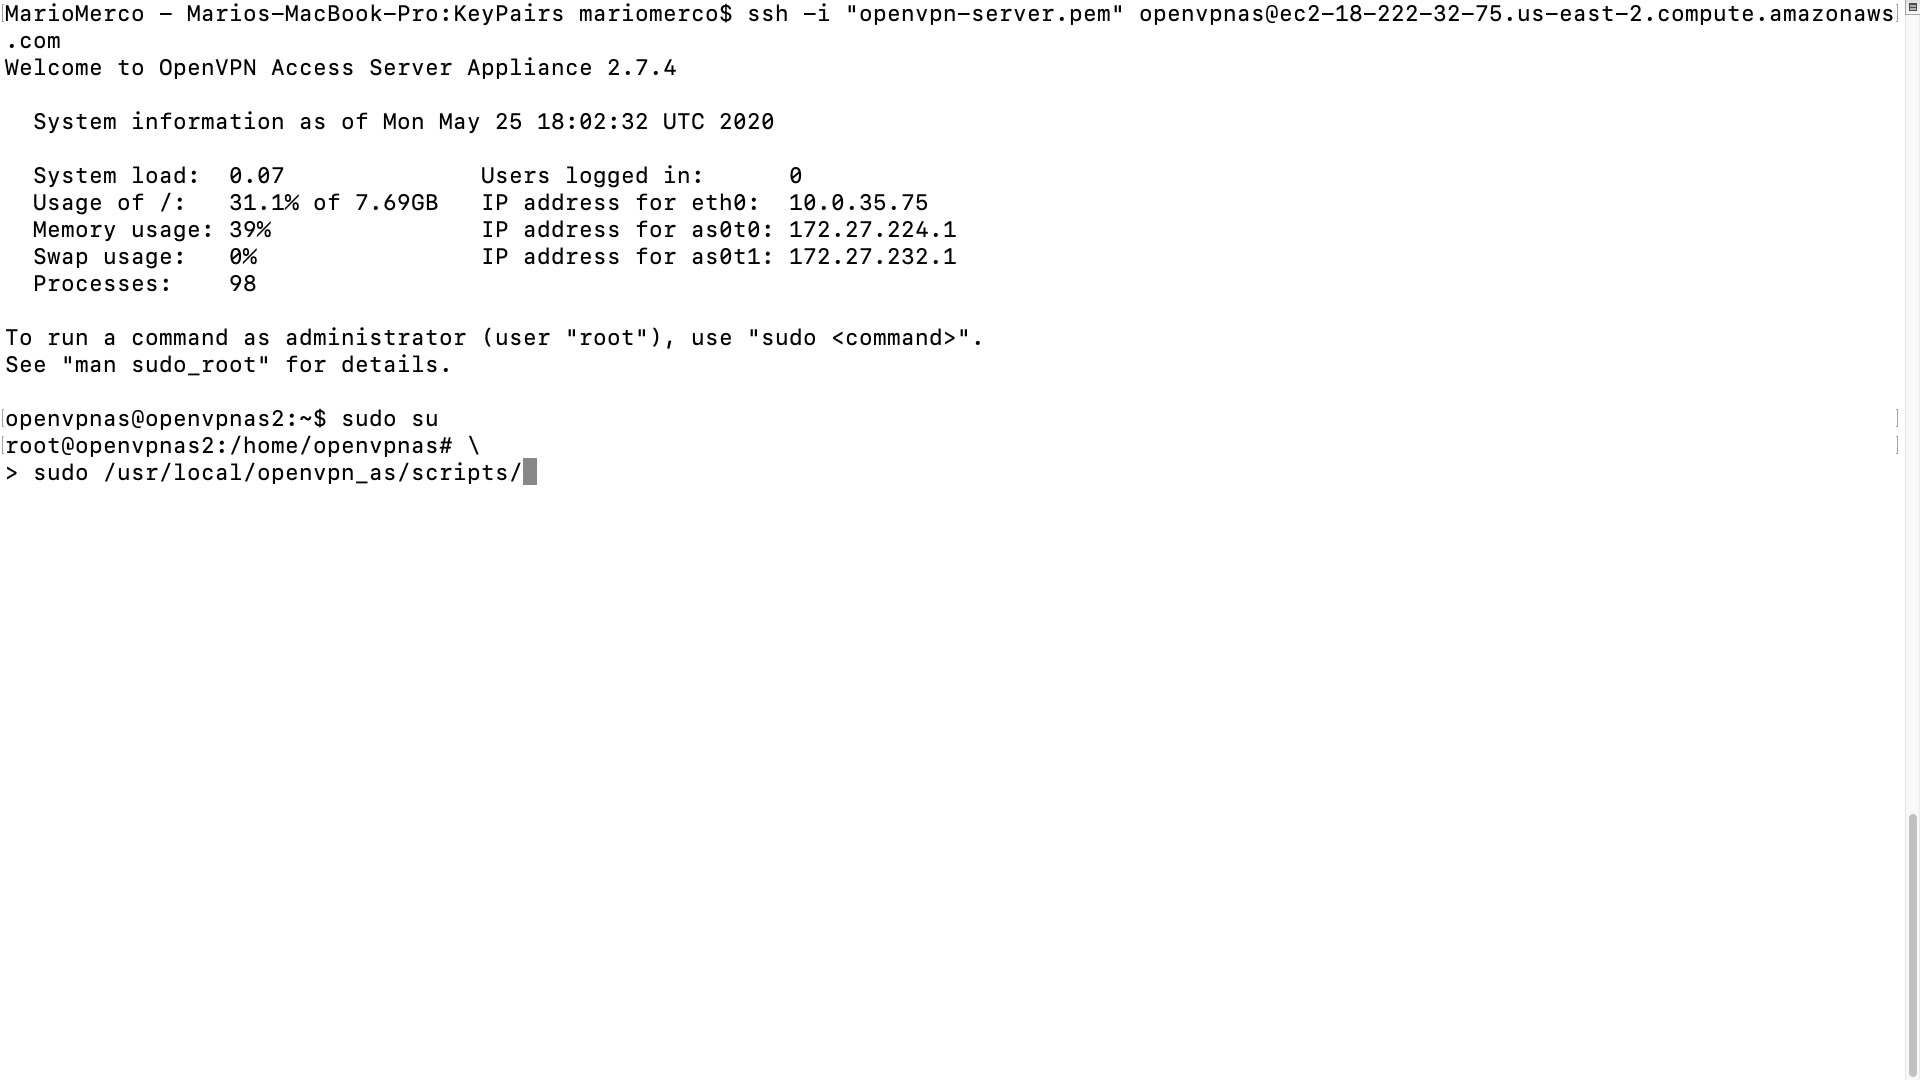 MarioMerco – Marios-MacBook-Pro:KeyPairs mariomerco$ ssh -i "openvpn-server.pem" openvpnas@ec2-18-222-32-75.us-east-2.compute.amazonaws
.com
Welcome to OpenVPN Access Server Appliance 2.7.4
System information as of Mon May 25 18:02:32 UTC 2020
System load:  0.07              Users logged in:      0
Usage of /:   31.1% of 7.69GB   IP address for eth0:  10.0.35.75
Memory usage: 39%               IP address for as0t0: 172.27.224.1
Swap usage:   0%                IP address for as0t1: 172.27.232.1
Processes:    98
To run a command as administrator (user "root"), use "sudo <command>".
See "man sudo_root" for details.
openvpnas@openvpnas2:~$ sudo su
root@openvpnas2:/home/openvpnas# \
> sudo /usr/local/openvpn_as/scripts/